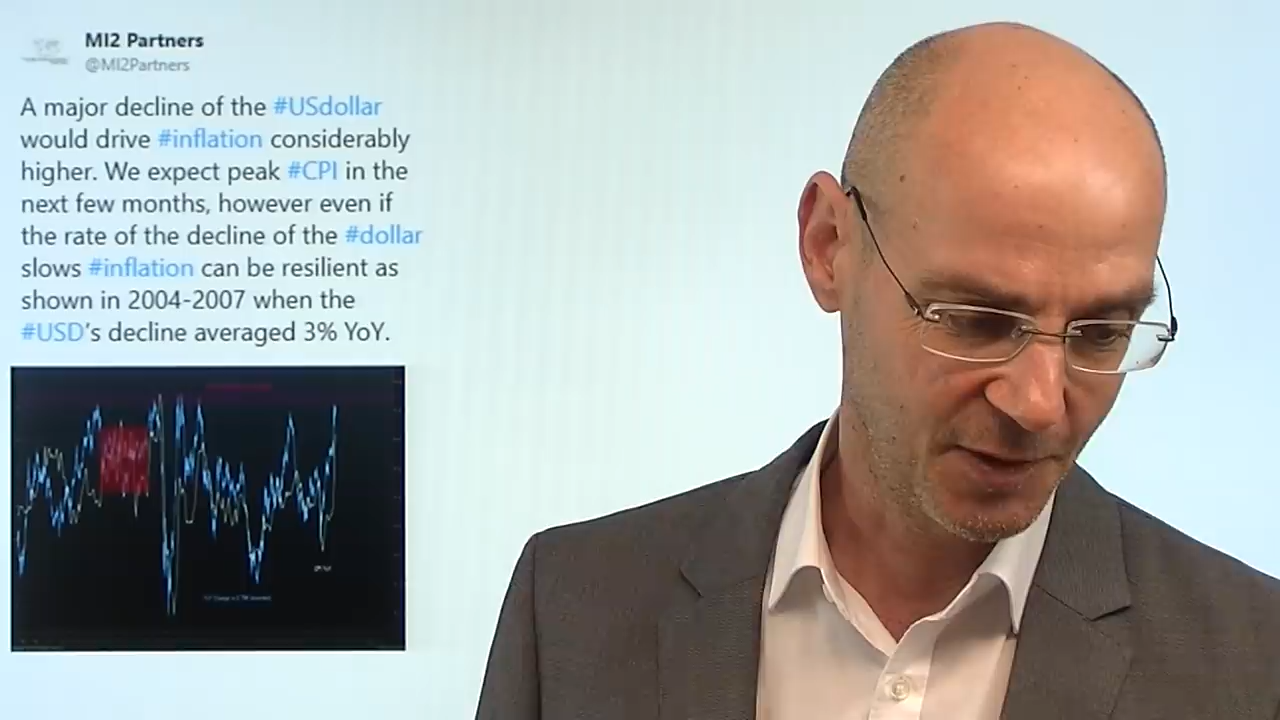 MI2 Partners
@MI2Partners
A major decline of the #USdollar
would drive #inflation considerably
higher. We expect peak #CPI in the
next few months, however even if
the rate of the decline of the #dollar
slows #inflation can be resilient as
shown in 2004-2007 when the
#USD's decline averaged 3% YoY.